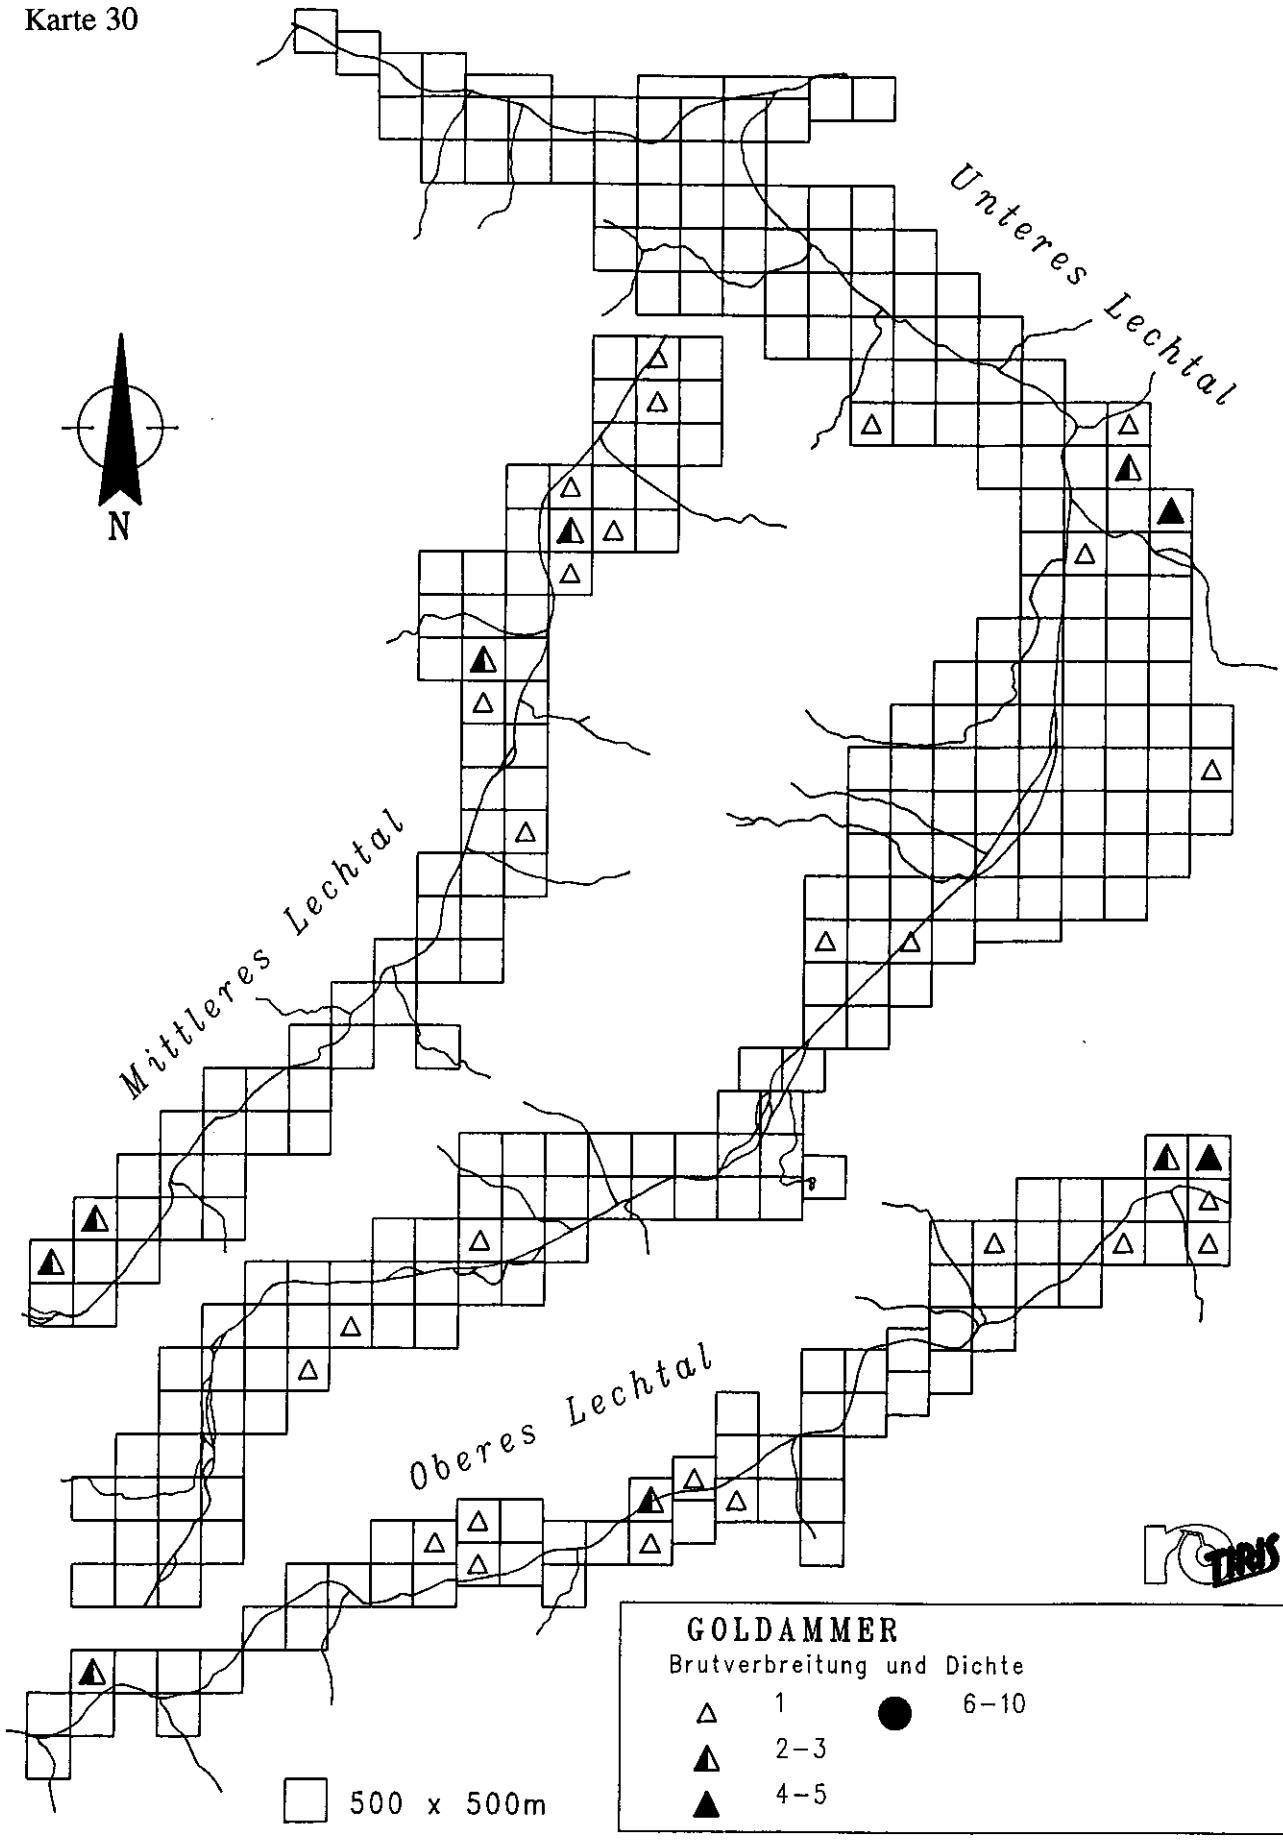 Karte 30
Unteres Lechtal
N
Mittleres Lechtal
Oberes Lechtal
TIRIS
GOLDAMMER
Brutverbreitung und Dichte
1
6-10
2-3
4-5
500 x 500m